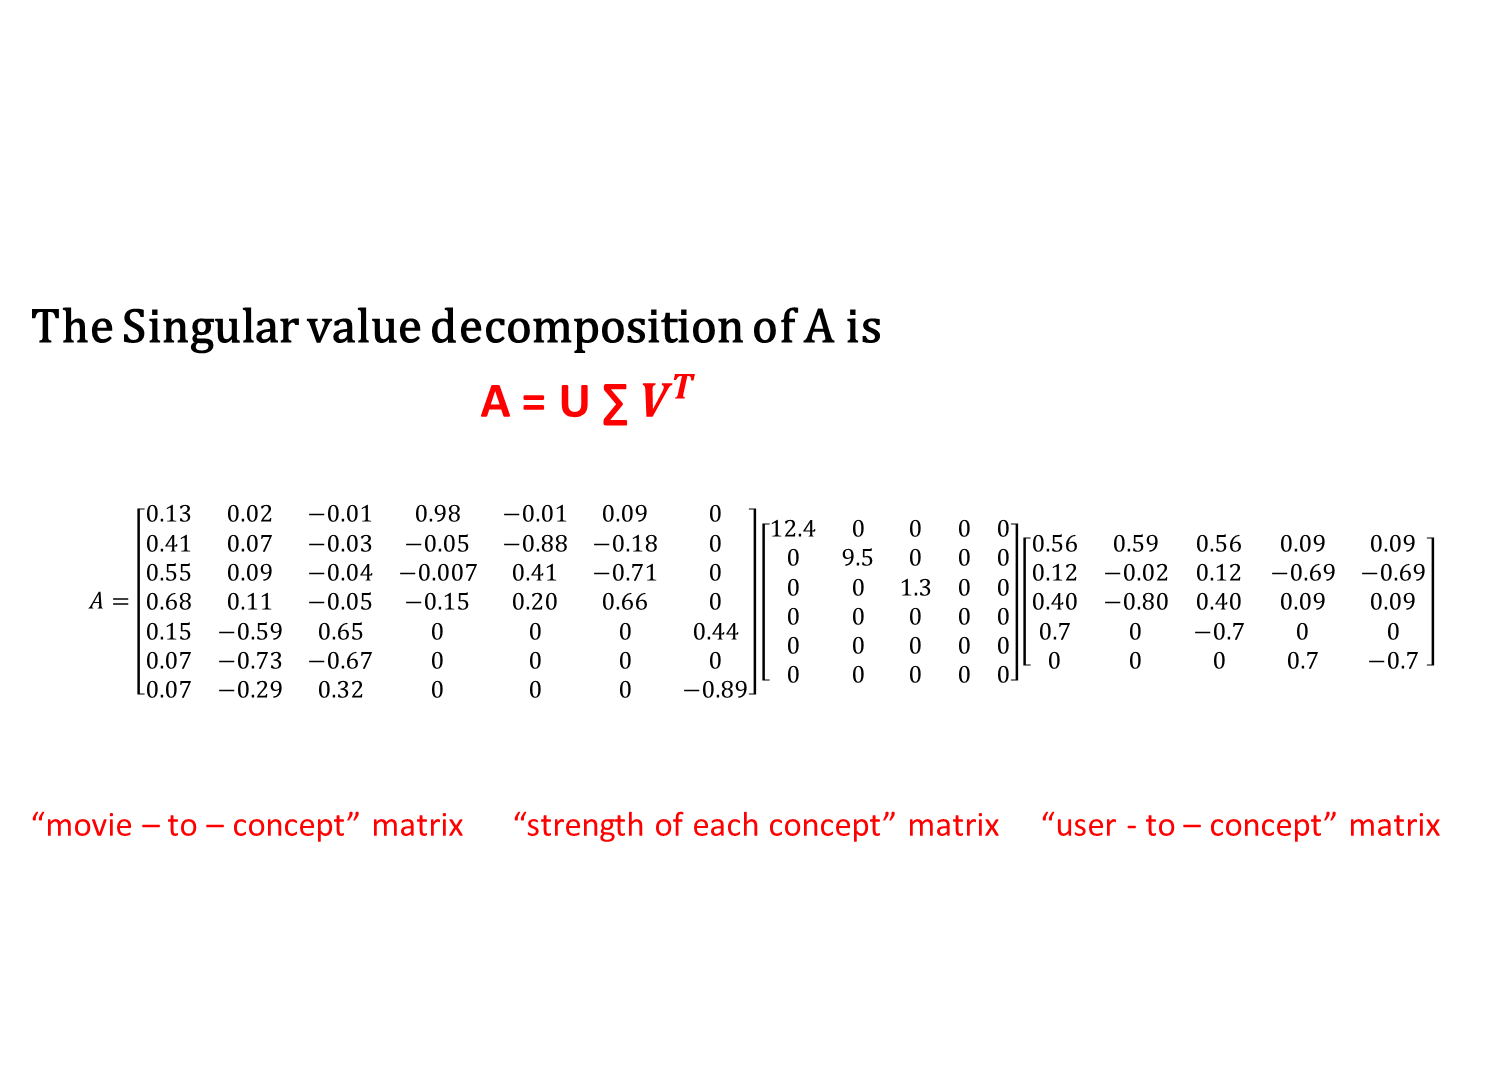 The Singular value decomposition of A is
A = U ∑ V^T
A =
0.13 0.02 −0.01 0.98 −0.01 0.09 0
0.41 0.07 −0.03 −0.05 −0.88 −0.18 0
0.55 0.09 −0.04 −0.007 0.41 −0.71 0
0.68 0.11 −0.05 −0.15 0.20 0.66 0
0.15 −0.59 0.65 0 0 0 0.44
0.07 −0.73 −0.67 0 0 0 0
0.07 −0.29 0.32 0 0 0 −0.89
12.4 0 0 0 0
0 9.5 0 0 0
0 0 1.3 0 0
0 0 0 0 0
0 0 0 0 0
0 0 0 0 0
0.56 0.59 0.56 0.09 0.09
0.12 −0.02 0.12 −0.69 −0.69
0.40 −0.80 0.40 0.09 0.09
0.7 0 −0.7 0 0
0 0 0 0.7 −0.7
“movie – to – concept” matrix “strength of each concept” matrix “user - to – concept” matrix